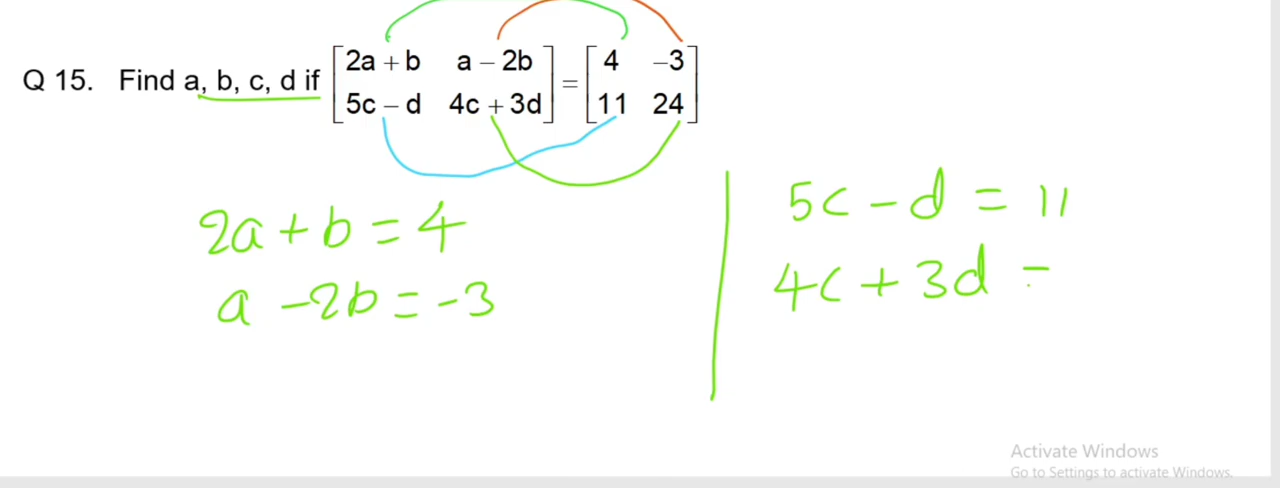 Q 15. Find a, b, c, d if [2a + b a – 2b] = [4 –3]
[5c – d 4c + 3d] [11 24]
2a + b = 4
a - 2b = -3
5c - d = 11
4c + 3d =
Activate Windows
Go to Settings to activate Windows.